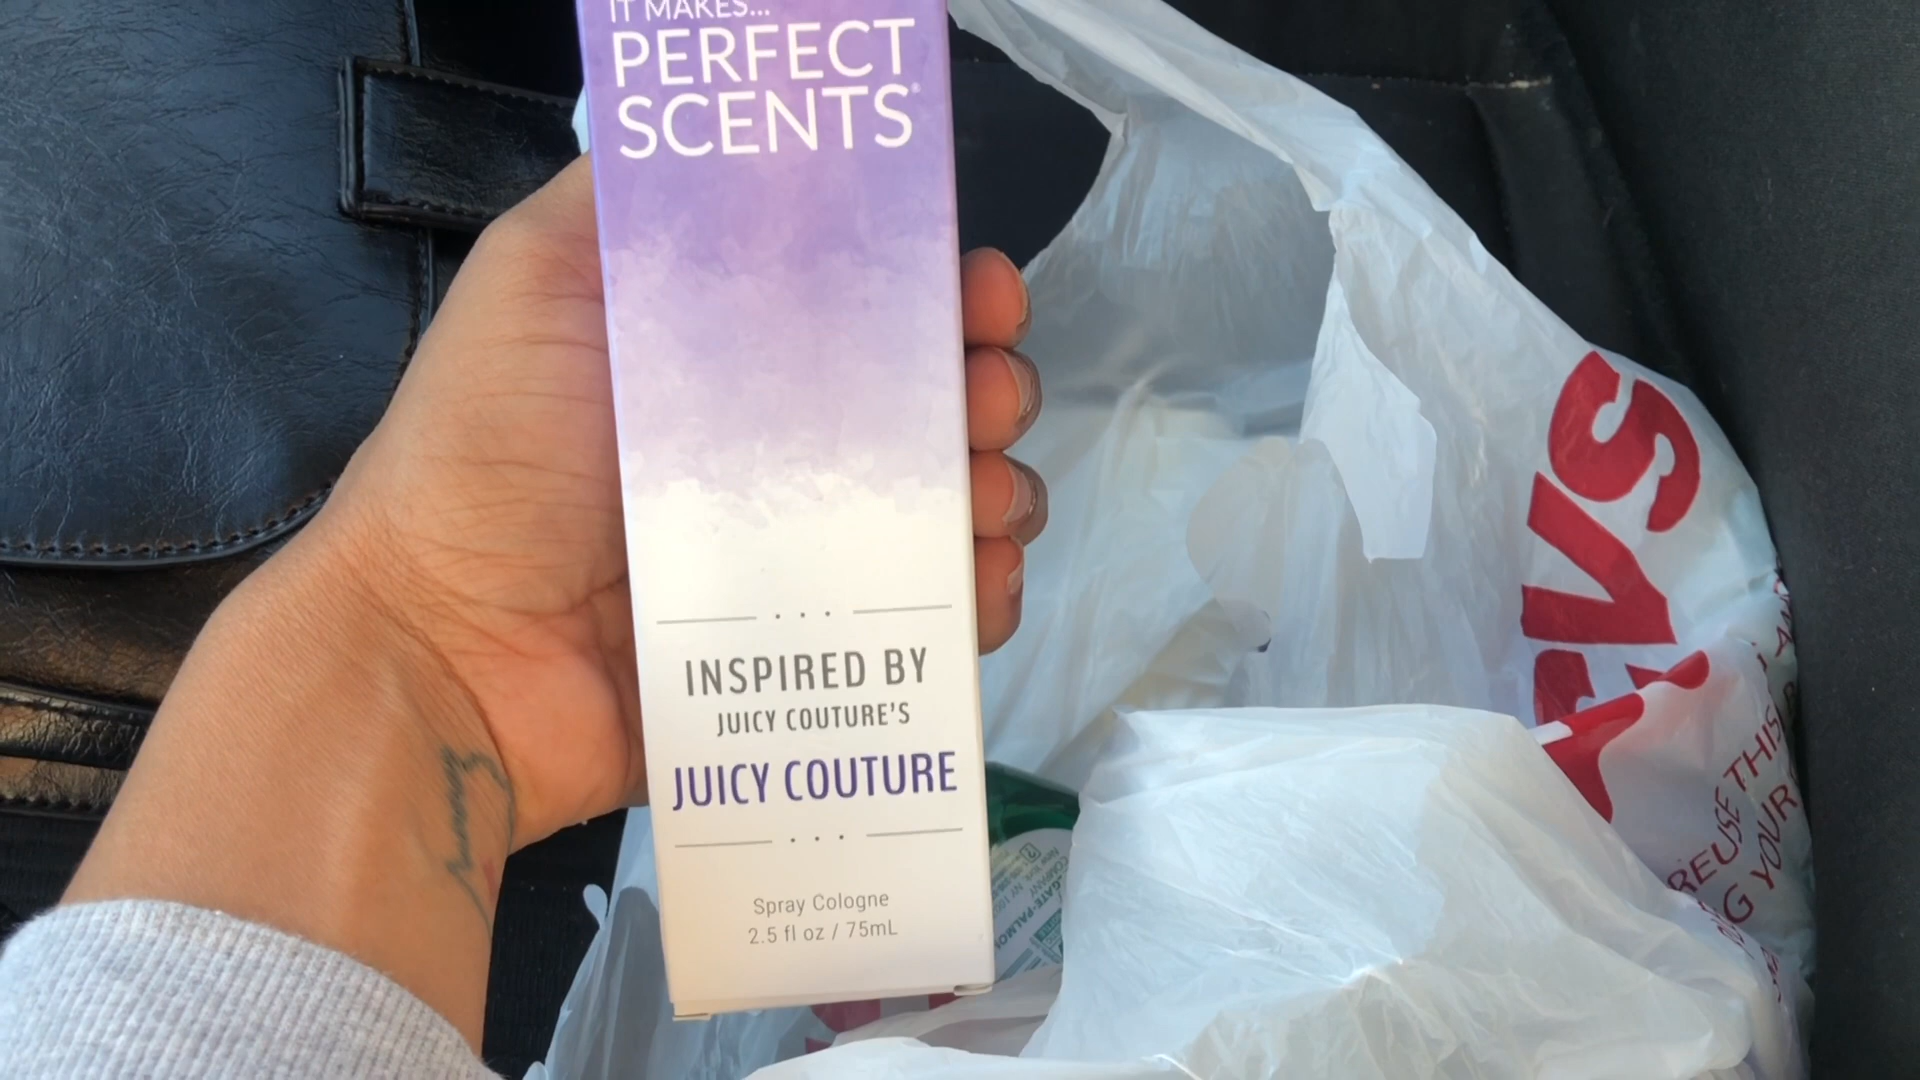 IT MAKES...
PERFECT
SCENTS®
INSPIRED BY
JUICY COUTURE'S
JUICY COUTURE
Spray Cologne
2.5 fl oz / 75mL
CVS
REUSE THIS
YOUR
COMPANY